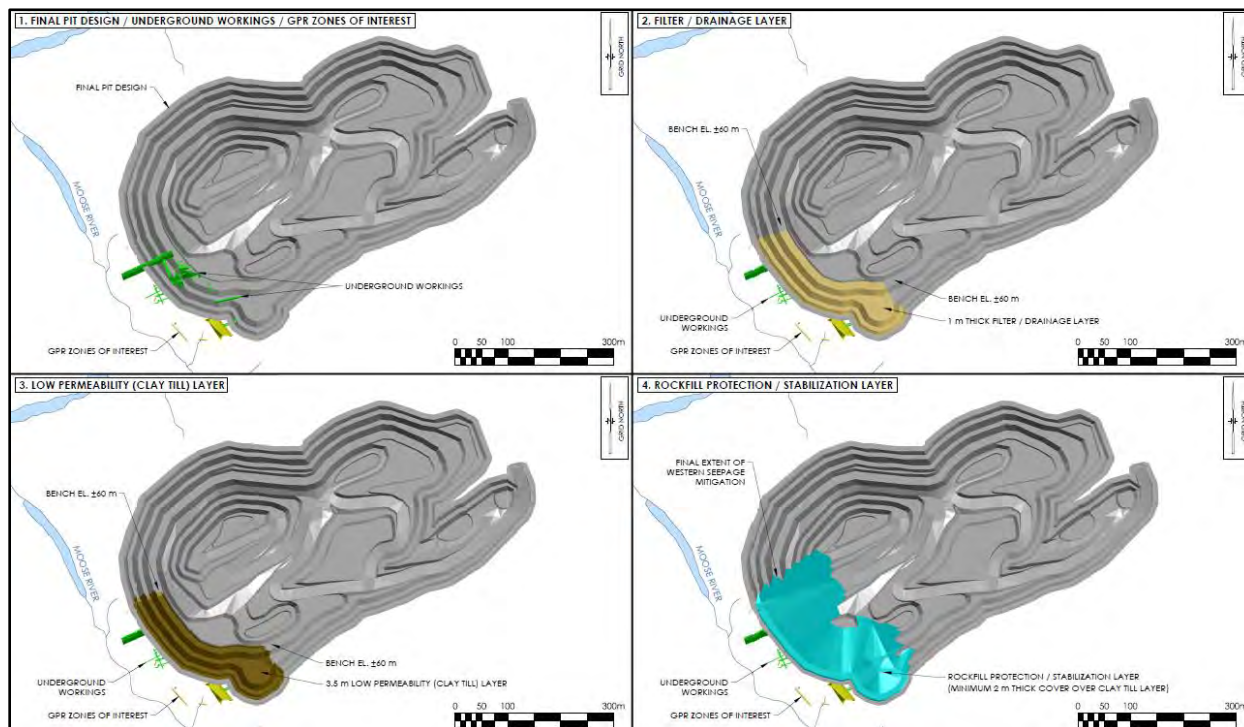 1. FINAL PIT DESIGN / UNDERGROUND WORKINGS / GPR ZONES OF INTEREST
GRID NORTH
FINAL PIT DESIGN
MOOSE RIVER
UNDERGROUND WORKINGS
GPR ZONES OF INTEREST
0 50 100 300m
2. FILTER / DRAINAGE LAYER
GRID NORTH
BENCH EL. ±60 m
MOOSE RIVER
BENCH EL. ±60 m
1 m THICK FILTER / DRAINAGE LAYER
UNDERGROUND
WORKINGS
GPR ZONES OF INTEREST
0 50 100 300m
3. LOW PERMEABILITY (CLAY TILL) LAYER
GRID NORTH
BENCH EL. ±60 m
MOOSE RIVER
BENCH EL. ±60 m
3.5 m LOW PERMEABILITY (CLAY TILL) LAYER
UNDERGROUND
WORKINGS
GPR ZONES OF INTEREST
0 50 100 300m
4. ROCKFILL PROTECTION / STABILIZATION LAYER
GRID NORTH
FINAL EXTENT OF
WESTERN SEEPAGE
MITIGATION
MOOSE RIVER
UNDERGROUND
WORKINGS
ROCKFILL PROTECTION / STABILIZATION LAYER
(MINIMUM 2 m THICK COVER OVER CLAY TILL LAYER)
GPR ZONES OF INTEREST
0 50 100 300m